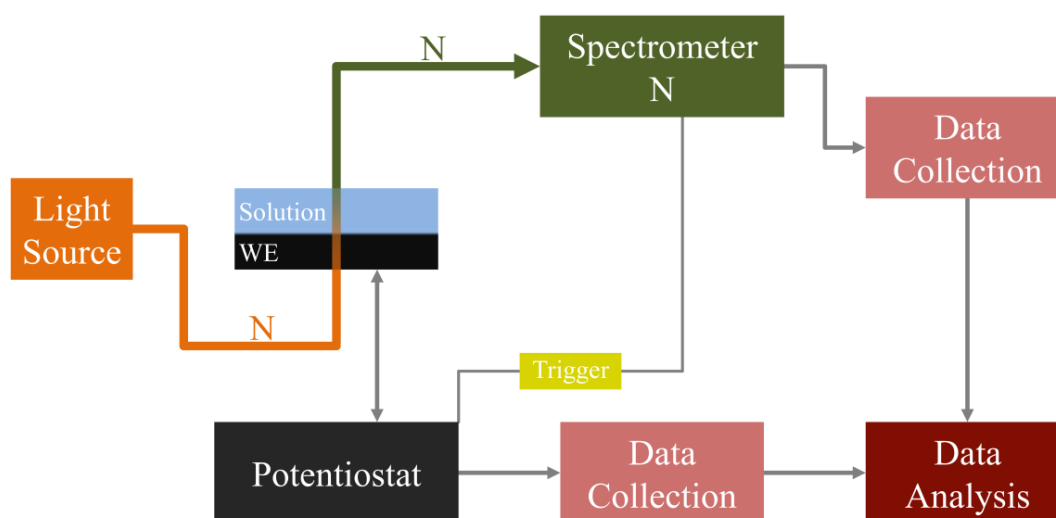 N
Spectrometer
N
Data
Collection
Light
Source
Solution
WE
N
Trigger
Potentiostat
Data
Collection
Data
Analysis